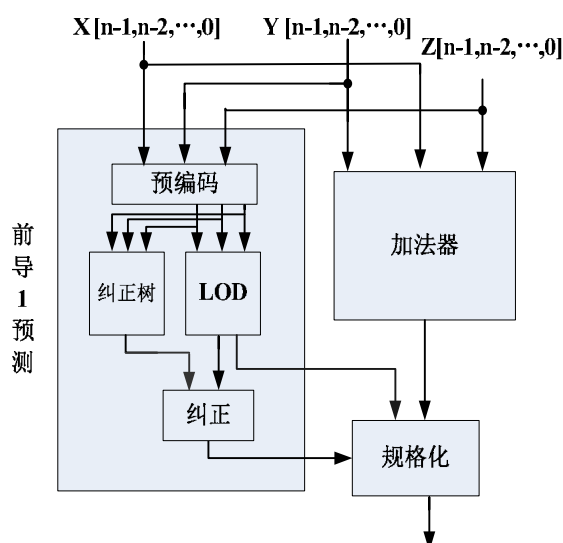 X [n-1,n-2,⋯,0]
Y [n-1,n-2,⋯,0]
Z[n-1,n-2,⋯,0]
预编码
前导1预测
纠正树
LOD
加法器
纠正
规格化